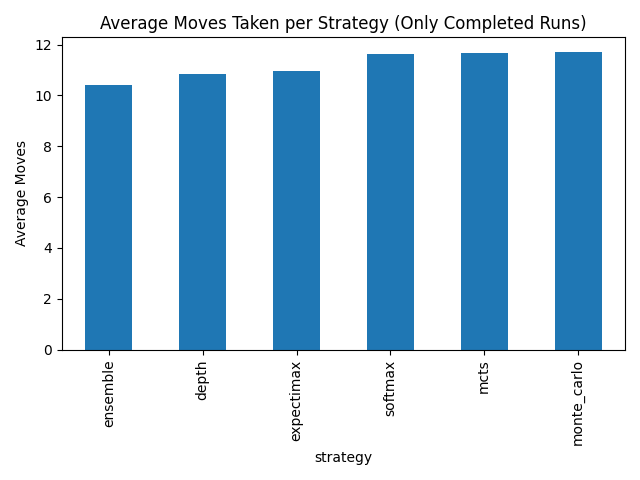 Average Moves Taken per Strategy (Only Completed Runs)
Average Moves
12
10
8
6
4
2
0
ensemble
depth
expectimax
softmax
mcts
monte_carlo
strategy